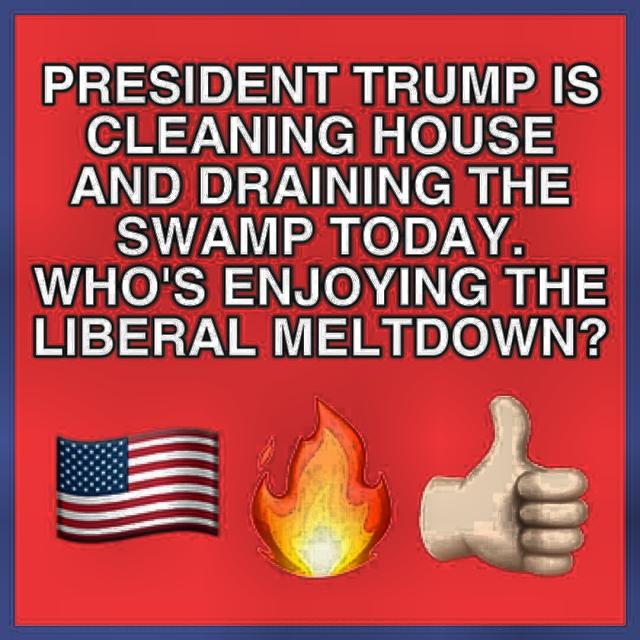 PRESIDENT TRUMP IS
CLEANING HOUSE
AND DRAINING THE
SWAMP TODAY.
WHO'S ENJOYING THE
LIBERAL MELTDOWN?